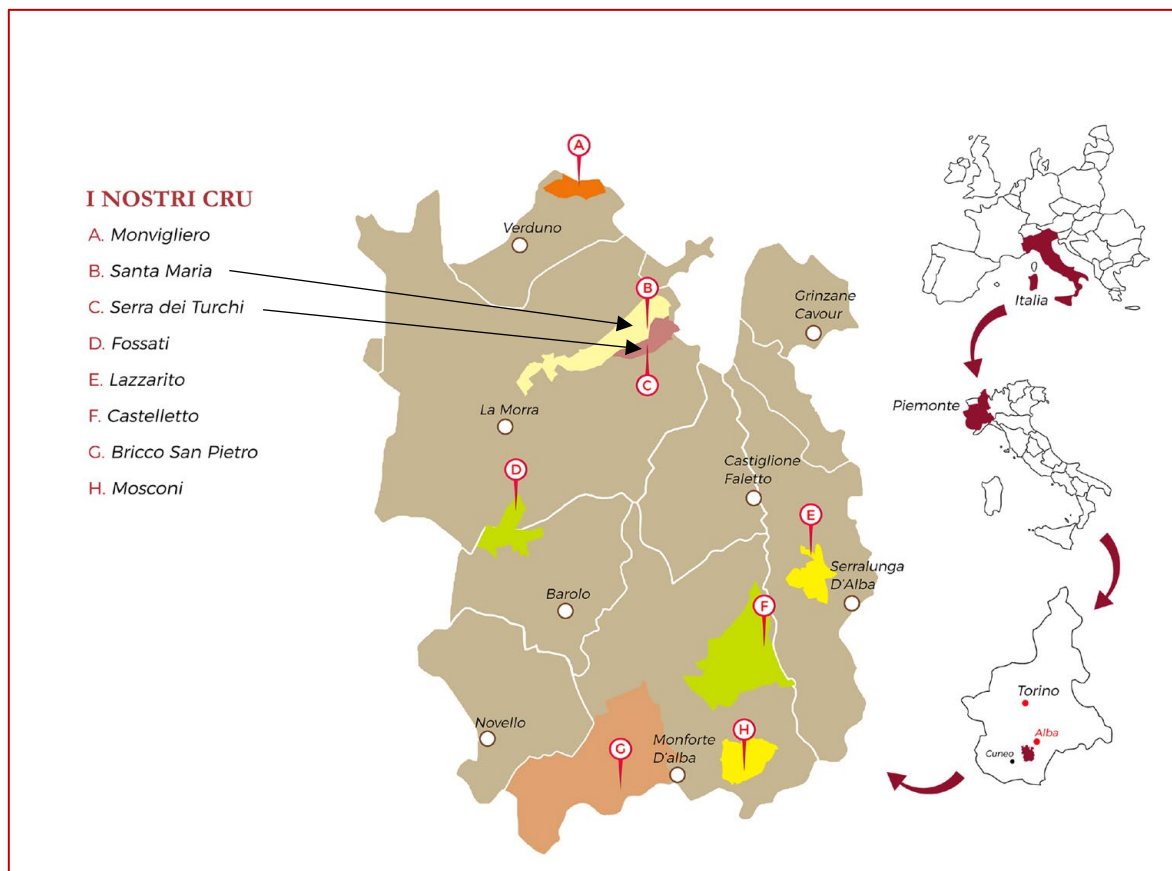 I NOSTRI CRU
A. Monvigliero
B. Santa Maria
C. Serra dei Turchi
D. Fossati
E. Lazzarito
F. Castelletto
G. Bricco San Pietro
H. Mosconi
A
Verduno
B
Grinzane
Cavour
C
La Morra
D
Castiglione
Faletto
E
Serralunga
D'Alba
Barolo
F
Novello
G
Monforte
D'alba
H
Italia
Piemonte
Torino
Alba
Cuneo